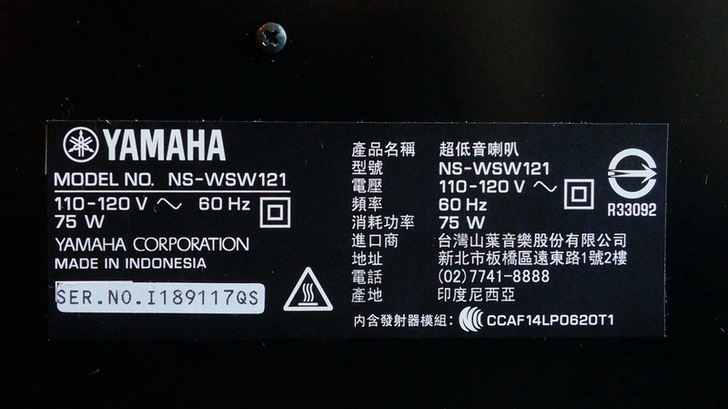 YAMAHA
MODEL NO. NS-WSW121
110-120 V ～ 60 Hz
75 W
YAMAHA CORPORATION
MADE IN INDONESIA
SER.NO.I189117QS
產品名稱 超低音喇叭
型號 NS-WSW121
電壓 110-120 V ～
頻率 60 Hz
消耗功率 75 W
進口商 台灣山葉音樂股份有限公司
地址 新北市板橋區遠東路1號2樓
電話 (02)7741-8888
產地 印度尼西亞
內含發射器模組: CCAF14LP0620T1
R33092